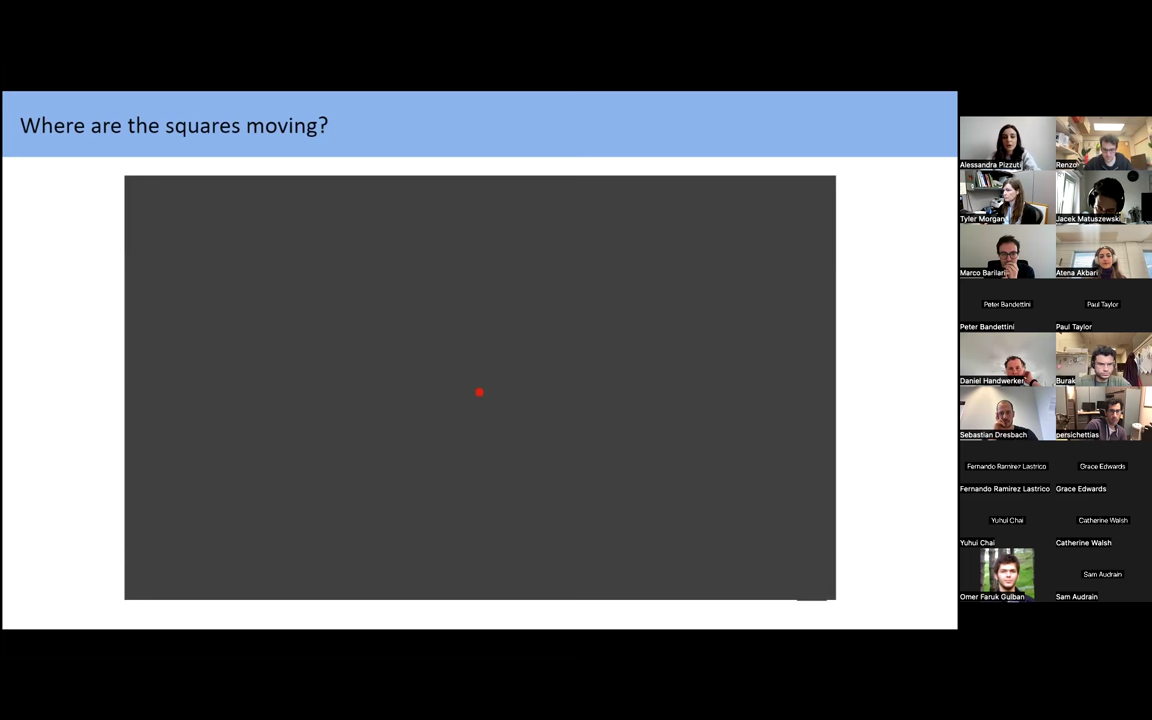 Where are the squares moving?
Alessandra Pizzuti
Renzo
Tyler Morgan
Jacek Matuszewski
Marco Barilari
Atena Akbari
Peter Bandettini
Paul Taylor
Peter Bandettini
Paul Taylor
Daniel Handwerker
Burak
Sebastian Dresbach
persichettias
Fernando Ramirez Lastrico
Grace Edwards
Fernando Ramirez Lastrico
Grace Edwards
Yuhui Chai
Catherine Walsh
Yuhui Chai
Catherine Walsh
Sam Audrain
Omer Faruk Gulban
Sam Audrain